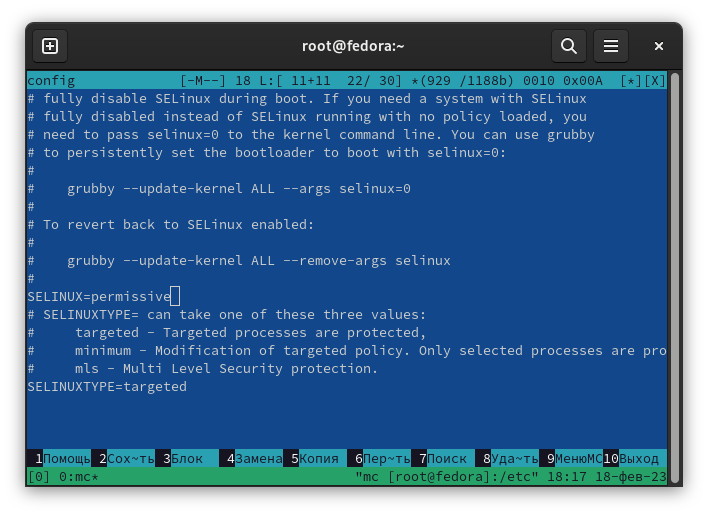 root@fedora:~
config [-M--] 18 L:[ 11+11 22/ 30] *(929 /1188b) 0010 0x00A [*][X]
# fully disable SELinux during boot. If you need a system with SELinux
# fully disabled instead of SELinux running with no policy loaded, you
# need to pass selinux=0 to the kernel command line. You can use grubby
# to persistently set the bootloader to boot with selinux=0:
#
#    grubby --update-kernel ALL --args selinux=0
#
# To revert back to SELinux enabled:
#
#    grubby --update-kernel ALL --remove-args selinux
#
SELINUX=permissive
# SELINUXTYPE= can take one of these three values:
#     targeted - Targeted processes are protected,
#     minimum - Modification of targeted policy. Only selected processes are pro
#     mls - Multi Level Security protection.
SELINUXTYPE=targeted
1Помощь 2Сох~ть 3Блок 4Замена 5Копия 6Пер~ть 7Поиск 8Уда~ть 9МенюMC 10Выход
[0] 0:mc* "mc [root@fedora]:/etc" 18:17 18-фев-23